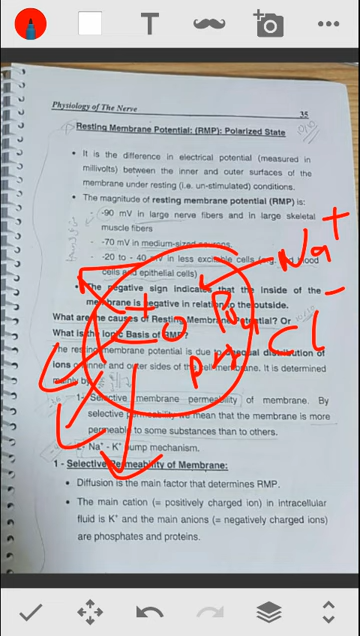 T
Physiology of The Nerve
35
Resting Membrane Potential: (RMP): Polarized State
• It is the difference in electrical potential (measured in
millivolts) between the inner and outer surfaces of the
membrane under resting (i.e. un-stimulated) conditions.
• The magnitude of resting membrane potential (RMP) is:
- -90 mV in large nerve fibers and in large skeletal
muscle fibers
- -70 mV in medium-sized neurons.
- -20 to - 40 mV in less excitable cells blood
cells and epithelial cells)
• The negative sign indicates that the inside of the
membrane is negative in relation to the outside.
Na+
Cl-
What are the causes of Resting Membrane Potential? Or
What is the Ionic Basis of RMP?
The resting membrane potential is due to unequal distribution of
ions on inner and outer sides of the cell membrane. It is determined
mainly by
1- Selective membrane permeability of membrane. By
selective permeability we mean that the membrane is more
permeable to some substances than to others.
2- Na+ - K+ pump mechanism.
1 - Selective Permeability of Membrane:
• Diffusion is the main factor that determines RMP.
• The main cation (= positively charged ion) in intracellular
fluid is K+ and the main anions (= negatively charged ions)
are phosphates and proteins.